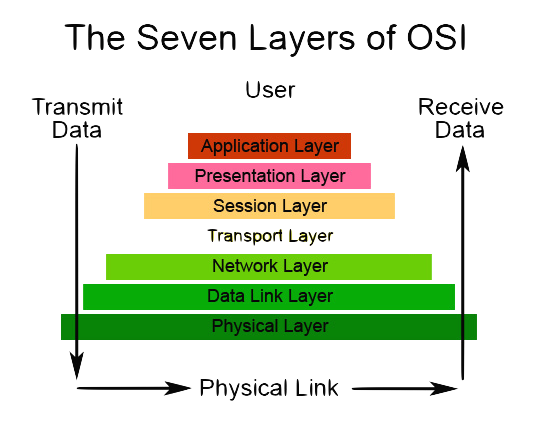 The Seven Layers of OSI
User
Transmit
Data
Receive
Data
Application Layer
Presentation Layer
Session Layer
Transport Layer
Network Layer
Data Link Layer
Physical Layer
Physical Link